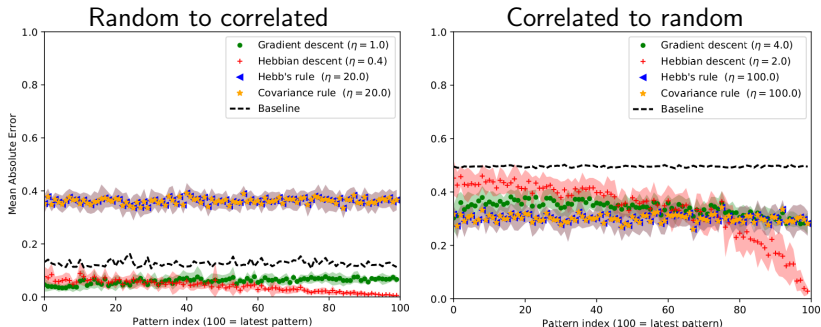 Random to correlated
Correlated to random
1.0
0.8
0.6
0.4
0.2
0.0
Mean Absolute Error
Gradient descent (η = 1.0)
Hebbian descent (η = 0.4)
Hebb's rule (η = 20.0)
Covariance rule (η = 20.0)
Baseline
0 20 40 60 80 100
Pattern index (100 = latest pattern)
1.0
0.8
0.6
0.4
0.2
0.0
Gradient descent (η = 4.0)
Hebbian descent (η = 2.0)
Hebb's rule (η = 100.0)
Covariance rule (η = 100.0)
Baseline
0 20 40 60 80 100
Pattern index (100 = latest pattern)